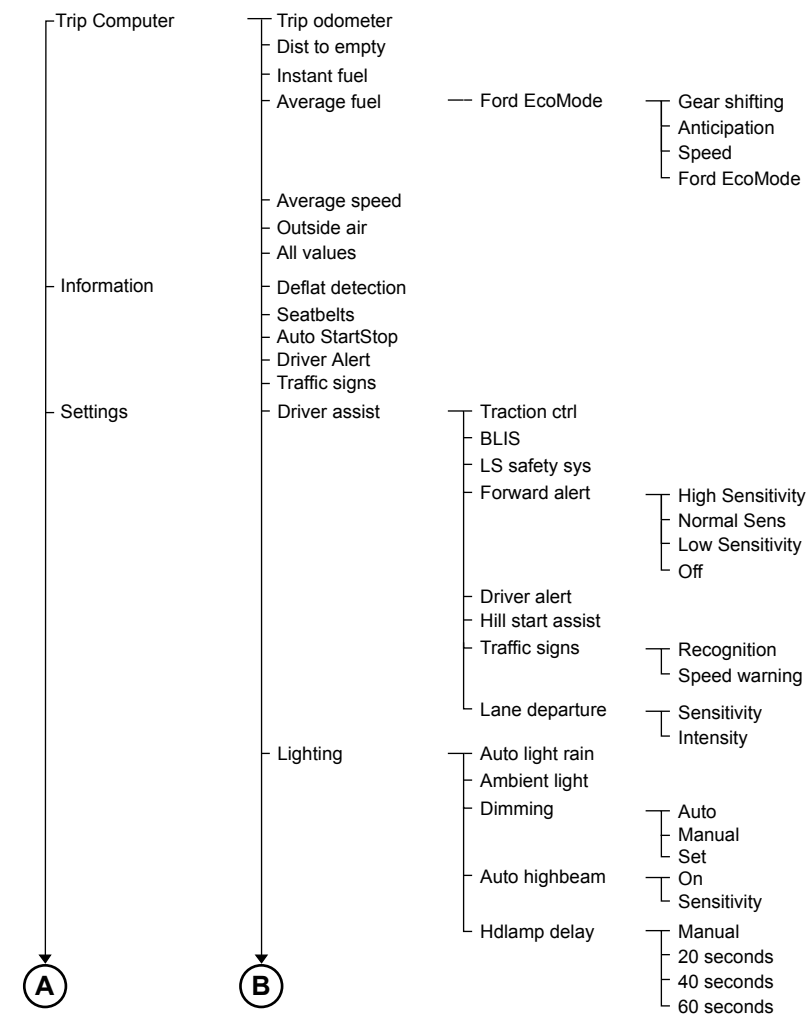 Trip Computer Trip odometer
Dist to empty
Instant fuel
Average fuel Ford EcoMode Gear shifting
Anticipation
Speed
Ford EcoMode
Average speed
Outside air
All values
Information Deflat detection
Seatbelts
Auto StartStop
Driver Alert
Traffic signs
Settings Driver assist Traction ctrl
BLIS
LS safety sys
Forward alert High Sensitivity
Normal Sens
Low Sensitivity
Off
Driver alert
Hill start assist
Traffic signs Recognition
Speed warning
Lane departure Sensitivity
Intensity
Lighting Auto light rain
Ambient light
Dimming Auto
Manual
Set
Auto highbeam On
Sensitivity
Hdlamp delay Manual
20 seconds
40 seconds
60 seconds
A B